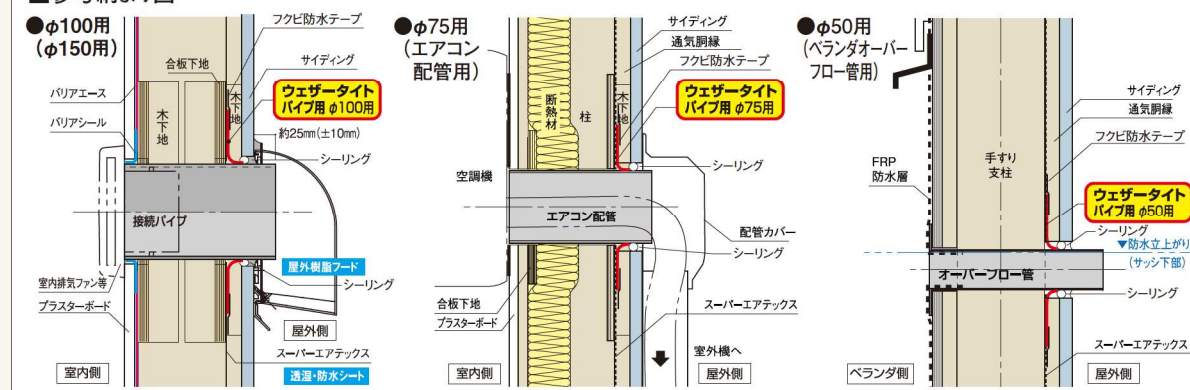 ●φ100用
(φ150用)
フクビ防水テープ
合板下地
サイディング
バリアエース
木下地
木下地
ウェザータイト
パイプ用 φ100用
バリアシール
約25mm(±10mm)
シーリング
接続パイプ
屋外樹脂フード
室内排気ファン等
シーリング
プラスターボード
屋外側
スーパーエアテックス
室内側
透湿・防水シート
●φ75用
(エアコン
配管用)
サイディング
通気胴縁
フクビ防水テープ
断熱材
柱
木下地
ウェザータイト
パイプ用 φ75用
シーリング
空調機
エアコン配管
配管カバー
シーリング
合板下地
プラスターボード
スーパーエアテックス
室外機へ
室内側
屋外側
●φ50用
(ベランダオーバー
フロー管用)
サイディング
通気胴縁
フクビ防水テープ
FRP
防水層
手すり
支柱
ウェザータイト
パイプ用 φ50用
シーリング
▼防水立上がり
(サッシ下部)
オーバーフロー管
シーリング
スーパーエアテックス
ベランダ側
屋外側